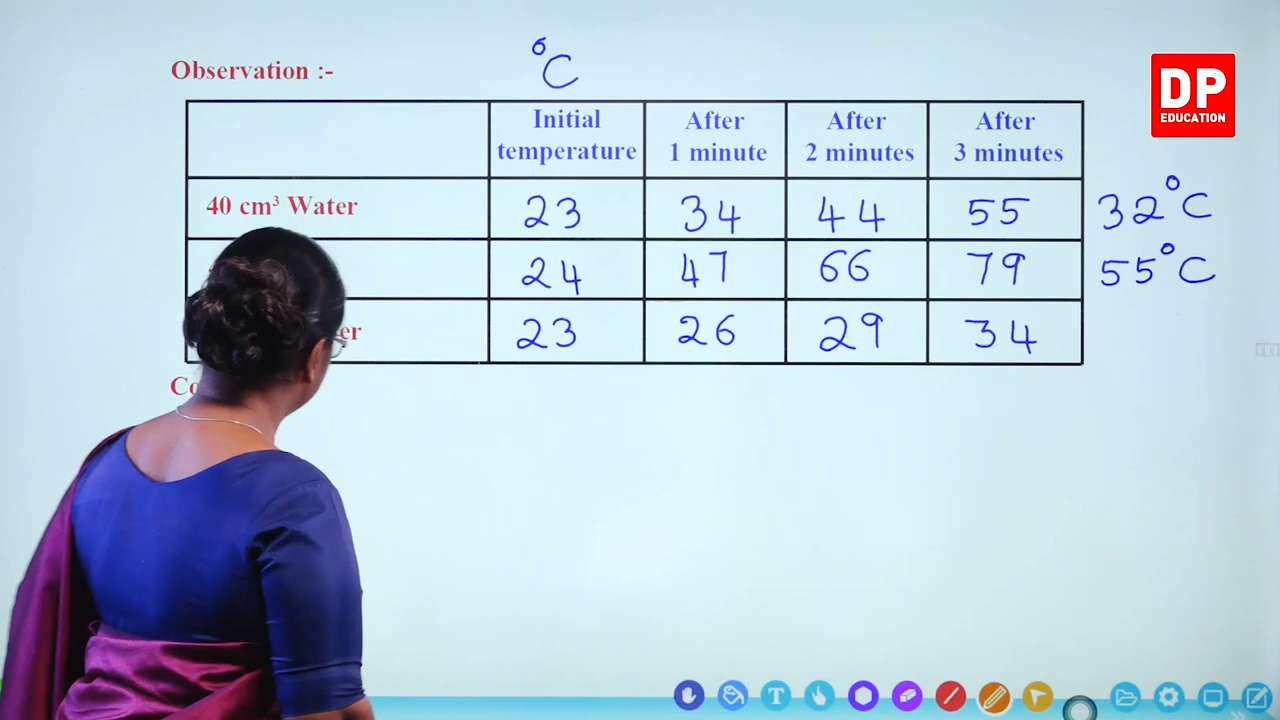 °C
Observation :-
DP
EDUCATION
Initial temperature After 1 minute After 2 minutes After 3 minutes
40 cm³ Water 23 34 44 55 32°C
24 47 66 79 55°C
er 23 26 29 34
Co